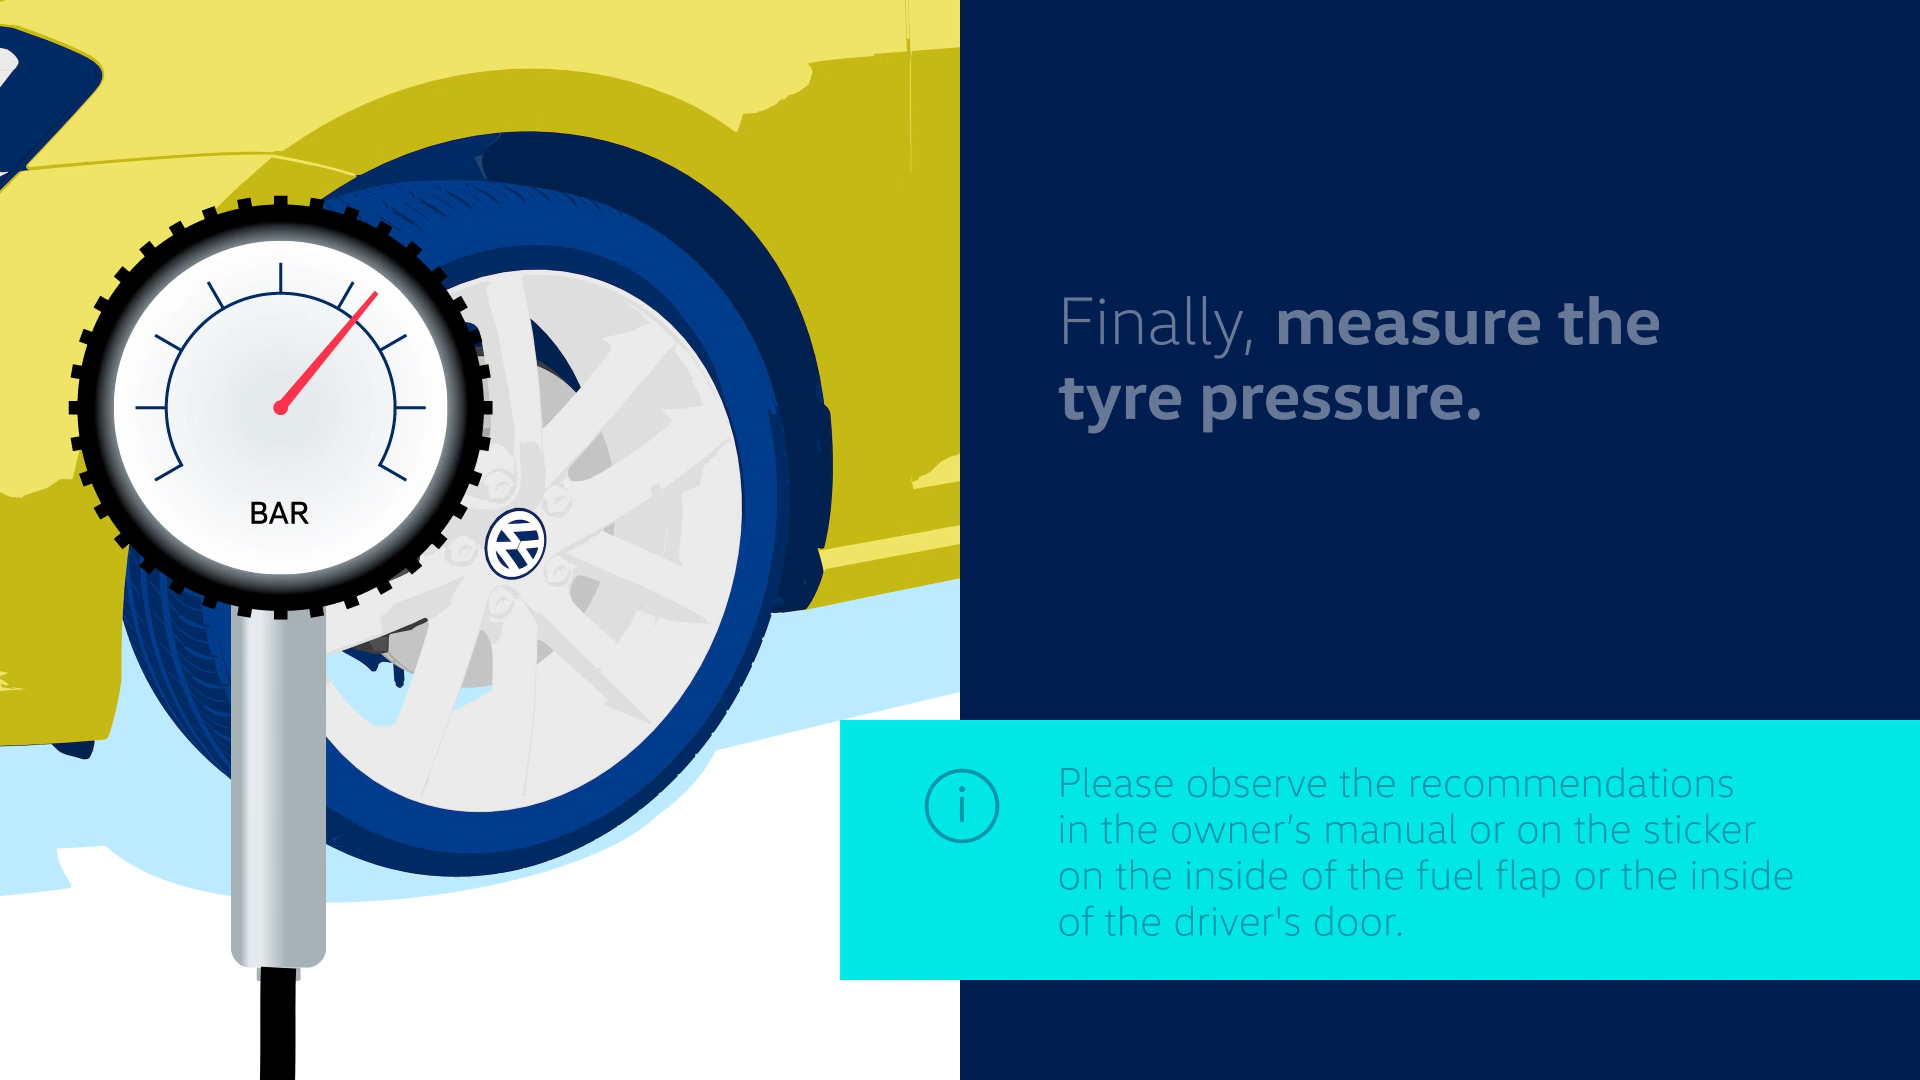 BAR
Finally, measure the
tyre pressure.
Please observe the recommendations
in the owner’s manual or on the sticker
on the inside of the fuel flap or the inside
of the driver's door.